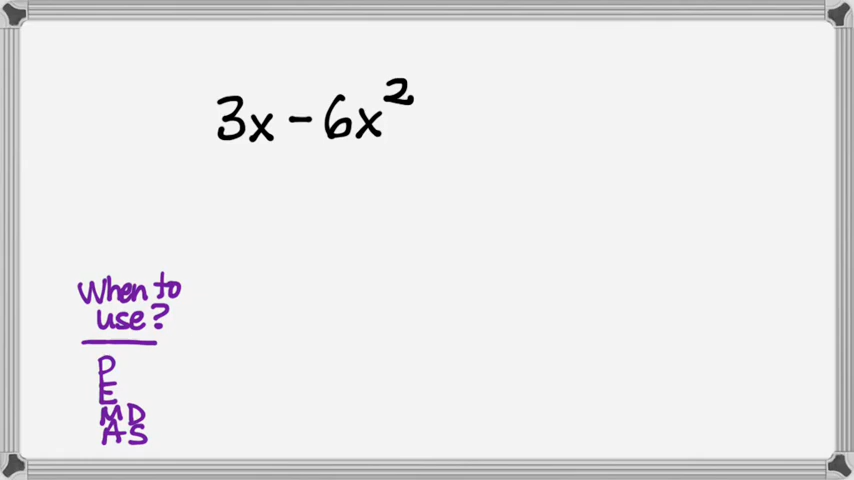 3x - 6x²
When to
use?
P
E
MD
AS